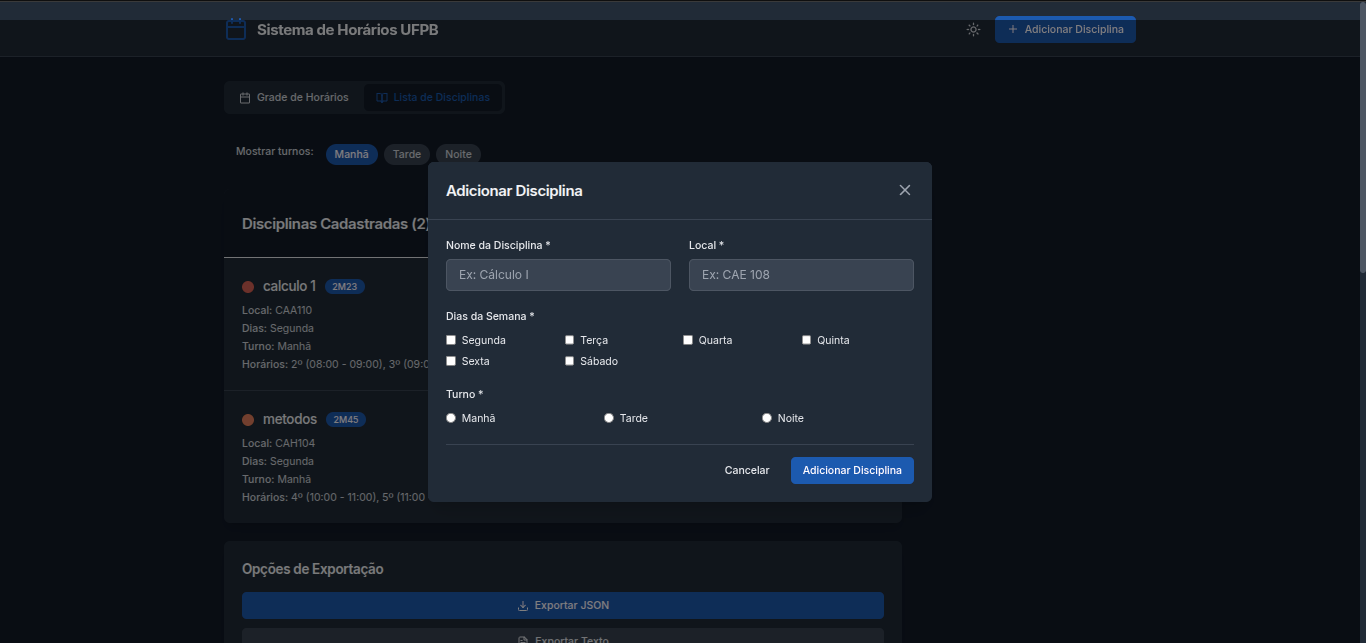 Sistema de Horários UFPB
+ Adicionar Disciplina
Grade de Horários
Lista de Disciplinas
Mostrar turnos:
Manhã
Tarde
Noite
Disciplinas Cadastradas (2)
calculo 1
2M23
Local: CAA110
Dias: Segunda
Turno: Manhã
Horários: 2º (08:00 - 09:00), 3º (09:0
metodos
2M45
Local: CAH104
Dias: Segunda
Turno: Manhã
Horários: 4º (10:00 - 11:00), 5º (11:00
Adicionar Disciplina
Nome da Disciplina *
Local *
Ex: Cálculo I
Ex: CAE 108
Dias da Semana *
Segunda
Terça
Quarta
Quinta
Sexta
Sábado
Turno *
Manhã
Tarde
Noite
Cancelar
Adicionar Disciplina
Opções de Exportação
Exportar JSON
Exportar Texto